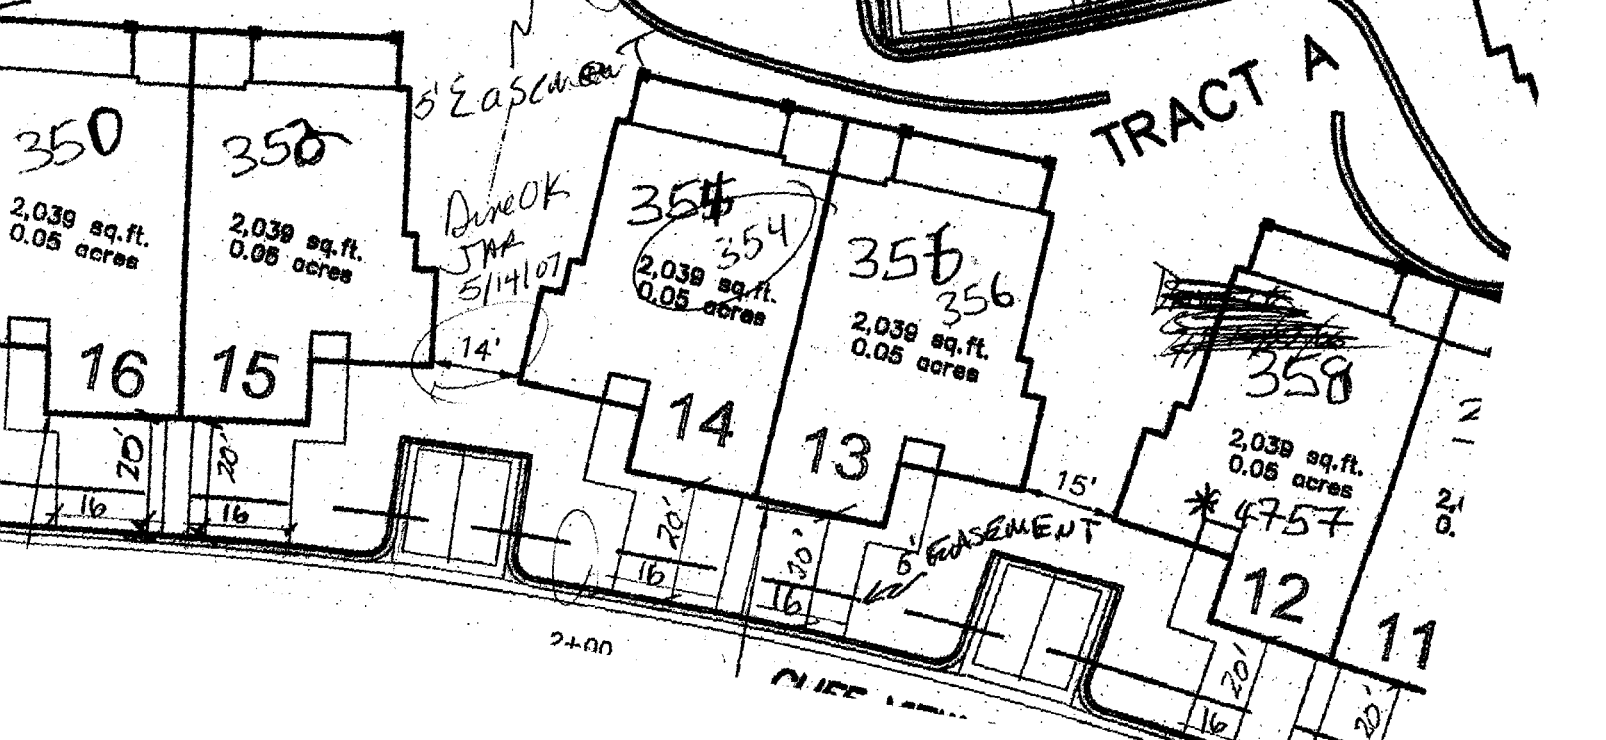 5' Easement
TRACT A
350
2,039 sq.ft.
0.05 acres
16
2,039 sq.ft.
0.05 acres
15
OK
JAR
5/14/07
14'
354
2,039 sq.ft.
0.05 acres
14
356
356
2,039 sq.ft.
0.05 acres
13
15'
358
2,039 sq.ft.
0.05 acres
* 4757
12
11
20'
20'
16
16
20'
16
20'
16
5' EASEMENT
20'
16
20'
2+00